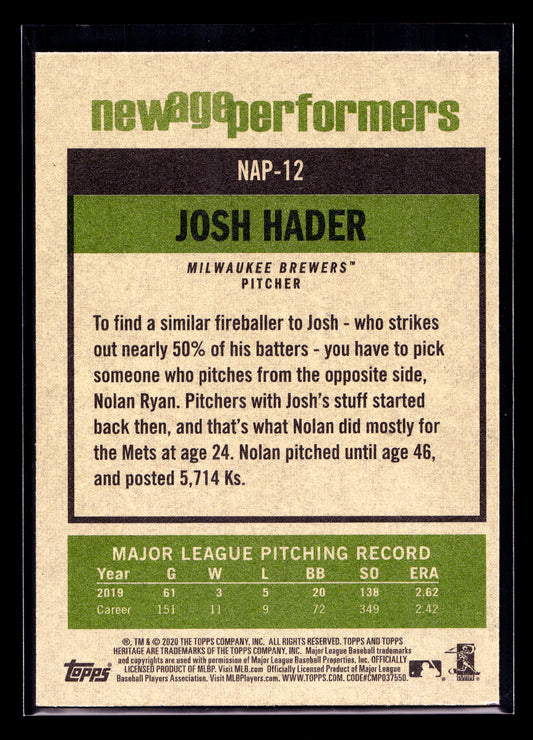 newageperformers
NAP-12
JOSH HADER
MILWAUKEE BREWERS™
PITCHER
To find a similar fireballer to Josh - who strikes
out nearly 50% of his batters - you have to pick
someone who pitches from the opposite side,
Nolan Ryan. Pitchers with Josh's stuff started
back then, and that's what Nolan did mostly for
the Mets at age 24. Nolan pitched until age 46,
and posted 5,714 Ks.
MAJOR LEAGUE PITCHING RECORD
Year G W L BB SO ERA
2019 61 3 5 20 138 2.62
Career 151 11 9 72 349 2.42
®, TM & © 2020 THE TOPPS COMPANY, INC. ALL RIGHTS RESERVED. TOPPS AND TOPPS
HERITAGE ARE TRADEMARKS OF THE TOPPS COMPANY, INC. Major League Baseball trademarks
and copyrights are used with permission of Major League Baseball Properties, Inc. OFFICIALLY
LICENSED PRODUCT OF MLBP. Visit MLB.com Officially Licensed Product of Major League
Baseball Players Association. Visit MLBPlayers.com. WWW.TOPPS.COM. CODE#CMP037550.
Topps